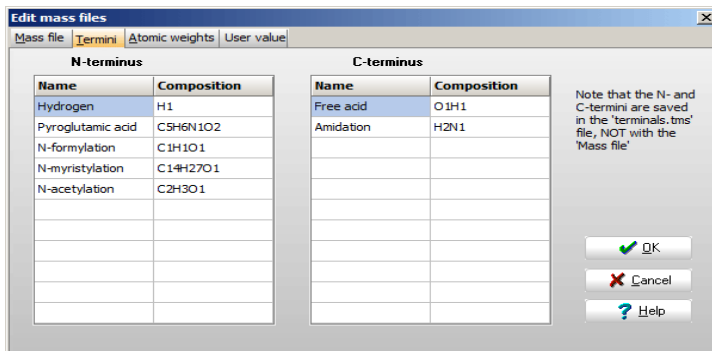 Edit mass files
Mass file Termini Atomic weights User value
N-terminus C-terminus
Name Composition Name Composition
Hydrogen H1 Free acid O1H1
Pyroglutamic acid C5H6N1O2 Amidation H2N1
N-formylation C1H1O1
N-myristylation C14H27O1
N-acetylation C2H3O1
Note that the N- and
C-termini are saved
in the 'terminals.tms'
file, NOT with the
'Mass file'
OK
Cancel
Help